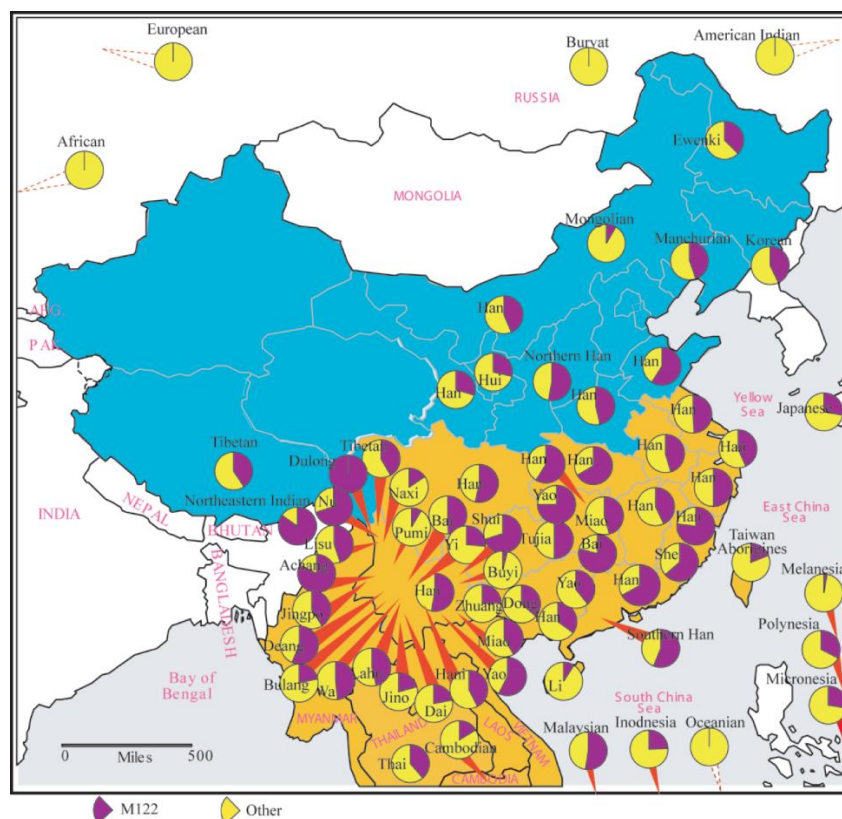 European
Buryat
American Indian
RUSSIA
African
Ewenki
MONGOLIA
Mongolian
Manchurian
Korean
AFG.
PAK.
Han
Northern Han
Han
Hui
Han
Han
Yellow
Sea
Japanese
Han
Tibetan
Tibetan
Dulong
Han
Han
Han
Han
Han
Naxi
Han
Northeastern Indian
Nu
Yao
Han
INDIA
NEPAL
BHUTAN
Pumi
Bai
Shui
Miao
Han
East China
Sea
Lisu
Yi
Tujia
Bai
Taiwan
Aborigines
Achang
Buyi
She
BANGLADESH
Han
Yao
Han
Melanesia
Jingpo
Zhuang
Dong
Han
Deang
Miao
Southern Han
Polynesia
Bay of
Bengal
Bulang
Wa
Lahu
Jino
Dai
Hani
Yao
Li
Micronesia
MYANMAR
THAILAND
LAOS
VIETNAM
South China
Sea
Malaysian
Inodnesia
Oceanian
0
Miles
500
Thai
Cambodian
CAMBODIA
M122
Other